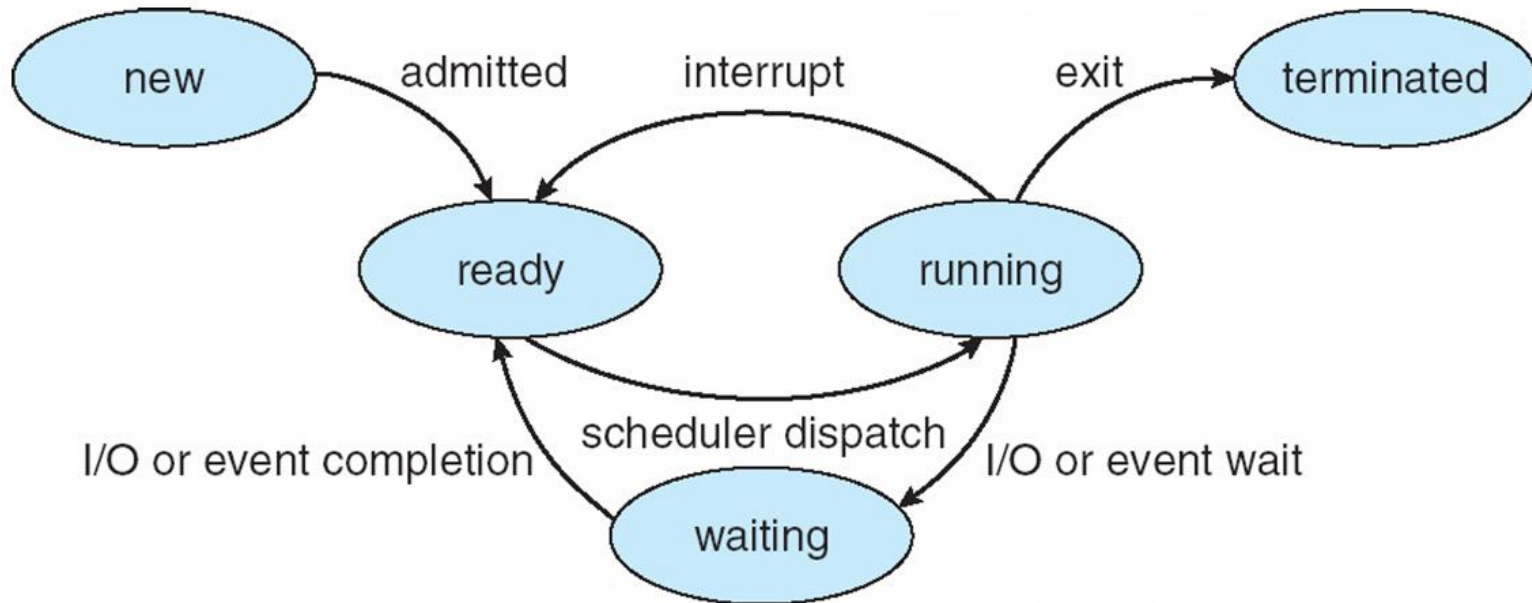 new
admitted
interrupt
exit
terminated
ready
running
scheduler dispatch
I/O or event completion
I/O or event wait
waiting